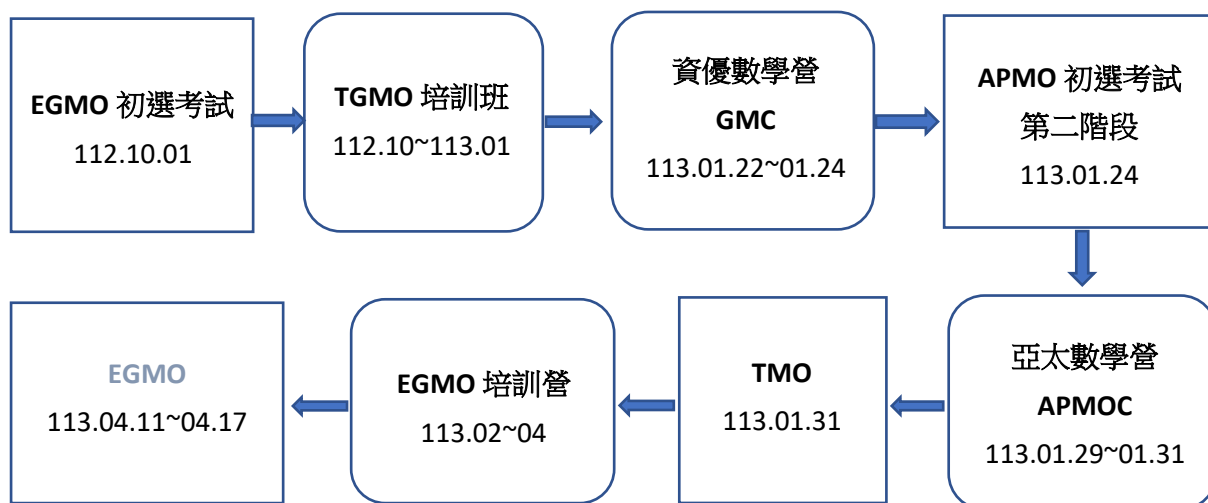 EGMO 初選考試
112.10.01
TGMO 培訓班
112.10~113.01
資優數學營
GMC
113.01.22~01.24
APMO 初選考試
第二階段
113.01.24
亞太數學營
APMOC
113.01.29~01.31
TMO
113.01.31
EGMO 培訓營
113.02~04
EGMO
113.04.11~04.17